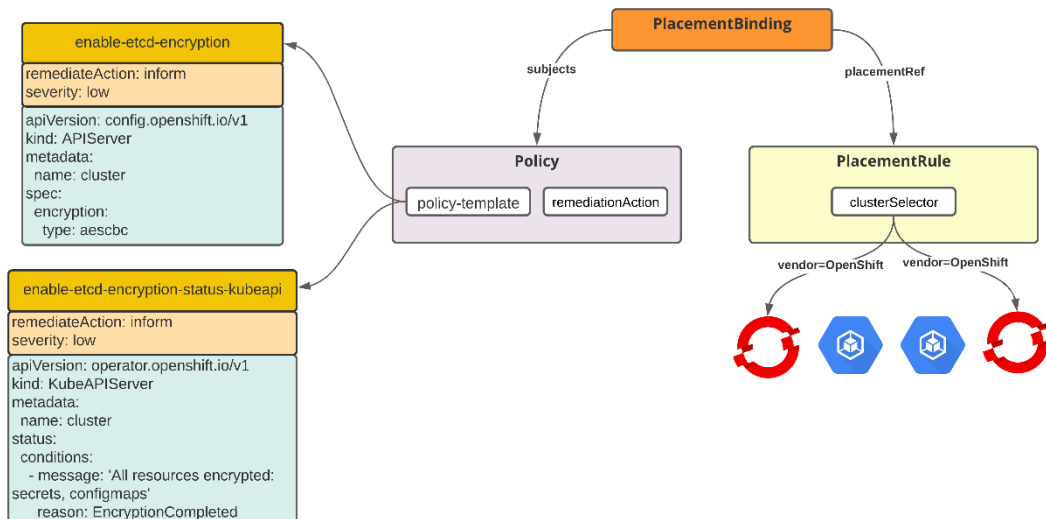 PlacementBinding
subjects
placementRef
enable-etcd-encryption
remediateAction: inform
severity: low
apiVersion: config.openshift.io/v1
kind: APIServer
metadata:
name: cluster
spec:
encryption:
type: aescbc
Policy
policy-template
remediationAction
PlacementRule
clusterSelector
vendor=OpenShift
vendor=OpenShift
enable-etcd-encryption-status-kubeapi
remediateAction: inform
severity: low
apiVersion: operator.openshift.io/v1
kind: KubeAPIServer
metadata:
name: cluster
status:
conditions:
- message: 'All resources encrypted:
secrets, configmaps'
reason: EncryptionCompleted